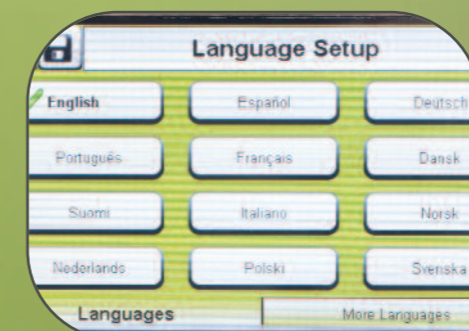 Language Setup
English Español Deutsch
Português Français Dansk
Suomi Italiano Norsk
Nederlands Polski Svenska
Languages More Languages